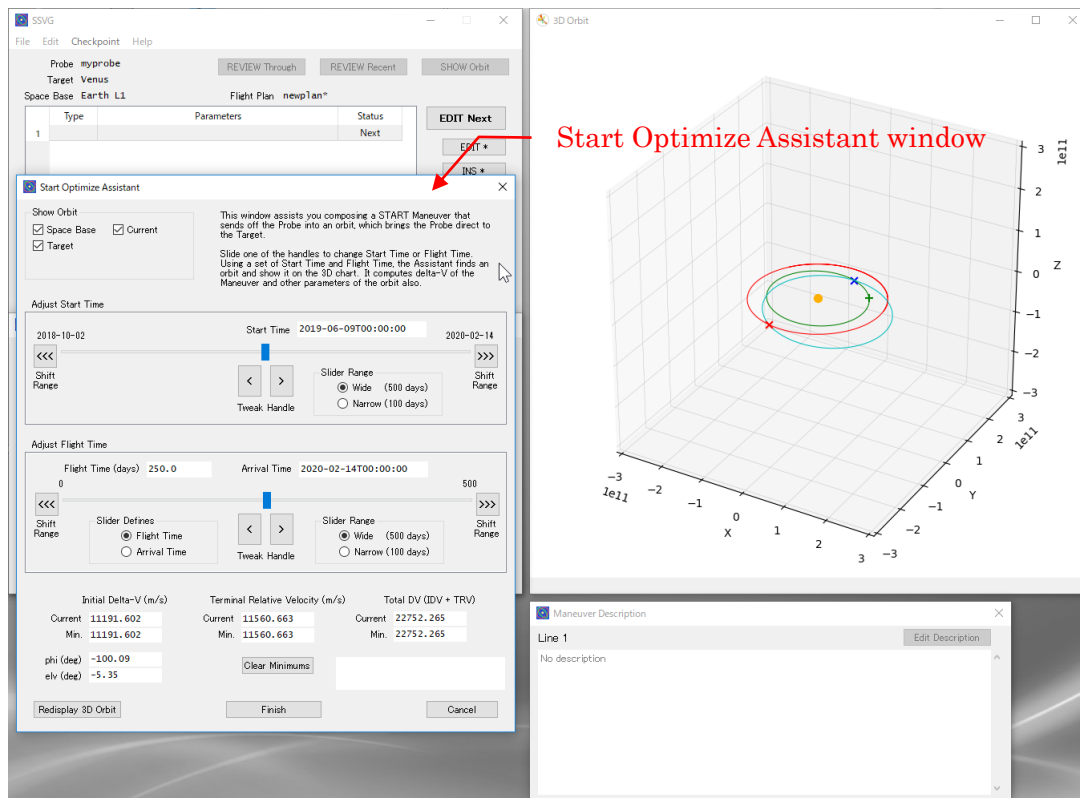 SSVG
File Edit Checkpoint Help
Probe myprobe
REVIEW Through REVIEW Recent SHOW Orbit
Target Venus
Space Base Earth L1
Flight Plan newplan*
Type Parameters Status
1 Next
EDIT Next
EDIT *
INS *
Start Optimize Assistant
Show Orbit
Space Base Current
Target
This window assists you composing a START Maneuver that
sends off the Probe into an orbit, which brings the Probe direct to
the Target.
Slide one of the handles to change Start Time or Flight Time.
Using a set of Start Time and Flight Time, the Assistant finds an
orbit and show it on the 3D chart. It computes delta-V of the
Maneuver and other parameters of the orbit also.
Adjust Start Time
Start Time 2019-06-09T00:00:00
2018-10-02 2020-02-14
<<< >>>
Shift
Range
< >
Tweak Handle
Slider Range
Wide (500 days)
Narrow (100 days)
Shift
Range
Adjust Flight Time
Flight Time (days) 250.0 Arrival Time 2020-02-14T00:00:00
0 500
<<< >>>
Shift
Range
Slider Defines
Flight Time
Arrival Time
< >
Tweak Handle
Slider Range
Wide (500 days)
Narrow (100 days)
Shift
Range
Initial Delta-V (m/s) Terminal Relative Velocity (m/s) Total DV (IDV + TRV)
Current 11191.602 Current 11560.663 Current 22752.265
Min. 11191.602 Min. 11560.663 Min. 22752.265
phi (deg) -100.09
elv (deg) -5.35
Clear Minimums
Redisplay 3D Orbit Finish Cancel
3D Orbit
Start Optimize Assistant window
3
2
1
0
−1
−2
−3
1e11
Z
3
2
1
0
−1
−2
−3
1e11
Y
−3
−2
−1
0
1
2
3
1e11
X
Maneuver Description
Line 1 Edit Description
No description